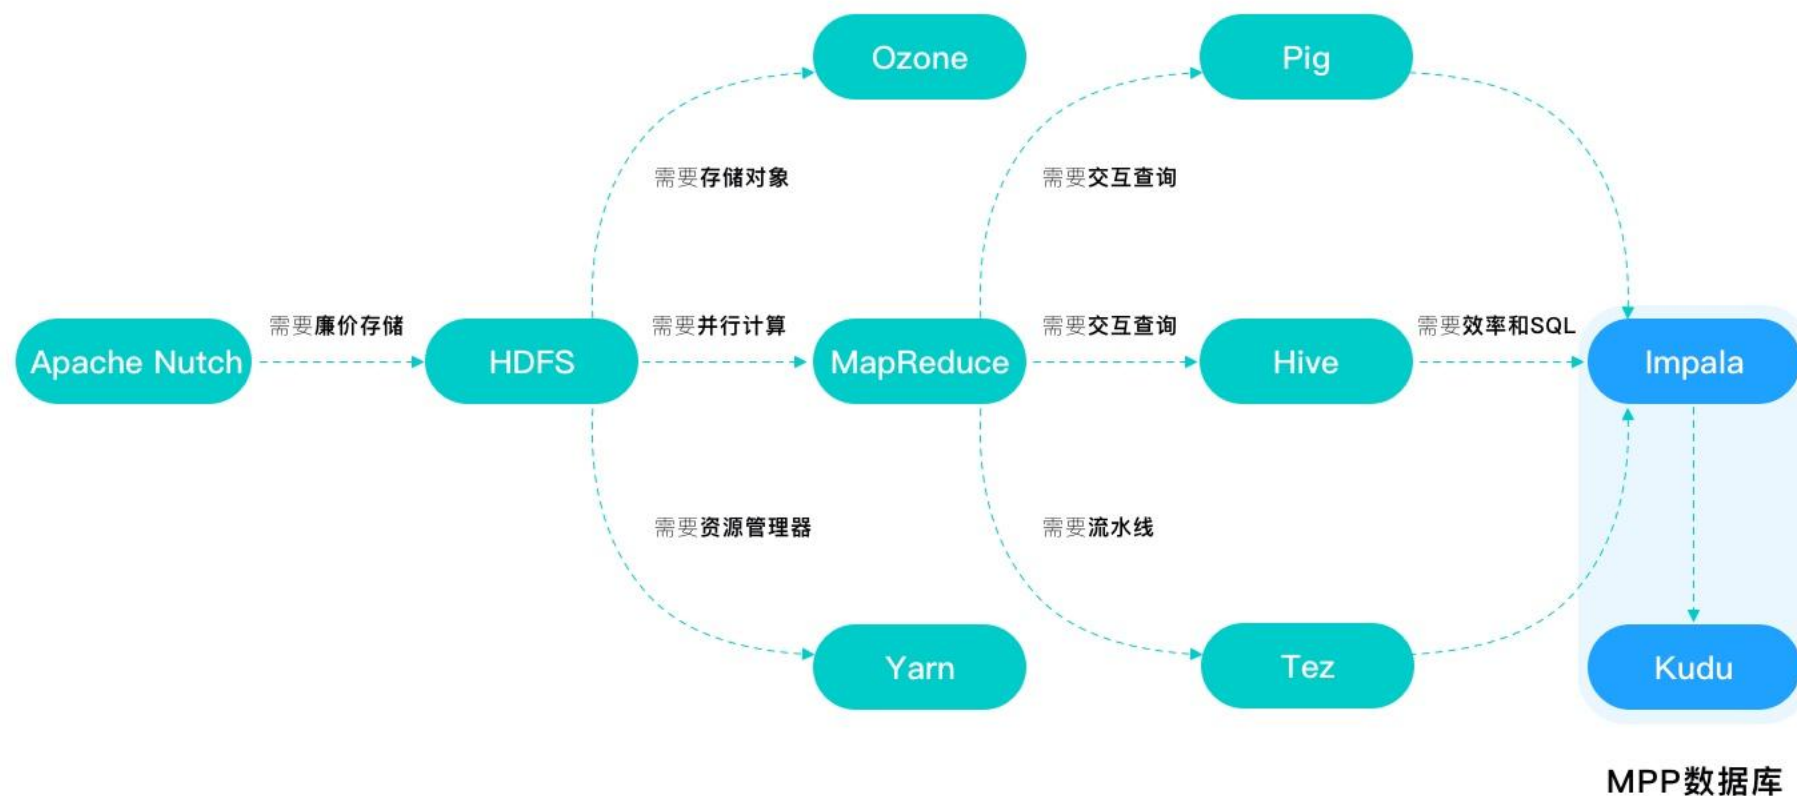 Ozone
Pig
需要存储对象
需要交互查询
Apache Nutch
需要廉价存储
HDFS
需要并行计算
MapReduce
需要交互查询
Hive
需要效率和SQL
Impala
需要资源管理器
需要流水线
Yarn
Tez
Kudu
MPP数据库